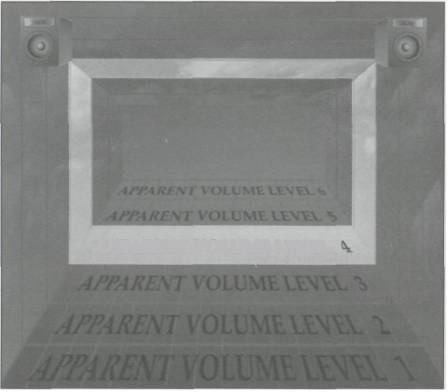 APPARENT VOLUME LEVEL 6
APPARENT VOLUME LEVEL 5
4
APPARENT VOLUME LEVEL 3
APPARENT VOLUME LEVEL 2
APPARENT VOLUME LEVEL 1